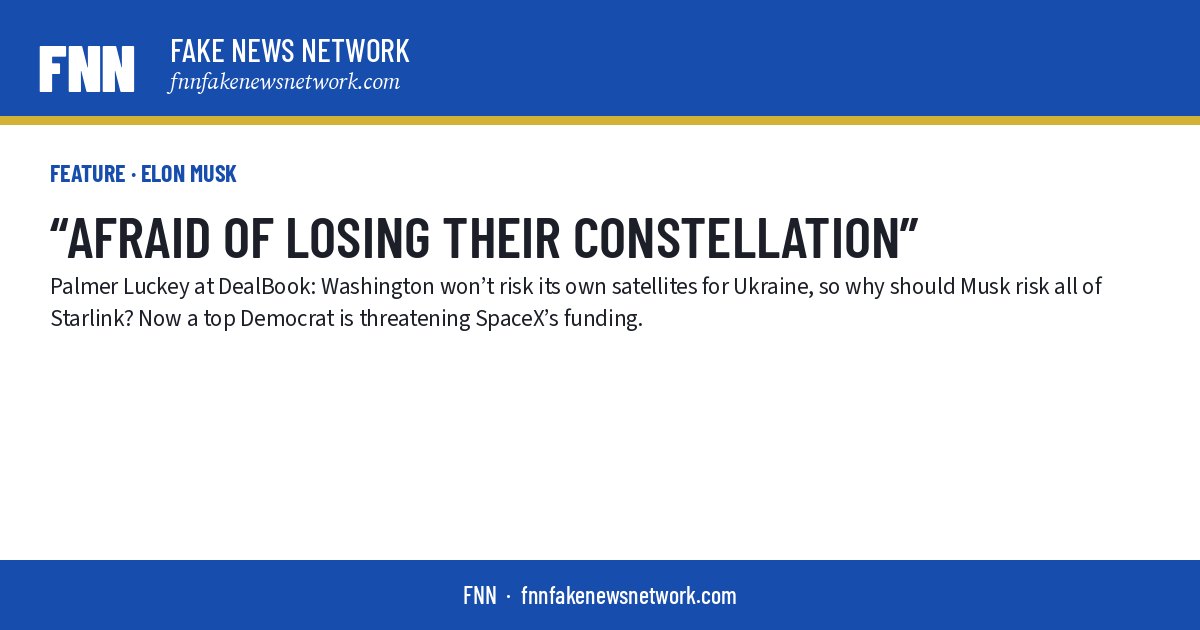 FNN
FAKE NEWS NETWORK
fnnfakenewsnetwork.com
FEATURE · ELON MUSK
“AFRAID OF LOSING THEIR CONSTELLATION”
Palmer Luckey at DealBook: Washington won’t risk its own satellites for Ukraine, so why should Musk risk all of
Starlink? Now a top Democrat is threatening SpaceX’s funding.
FNN · fnnfakenewsnetwork.com